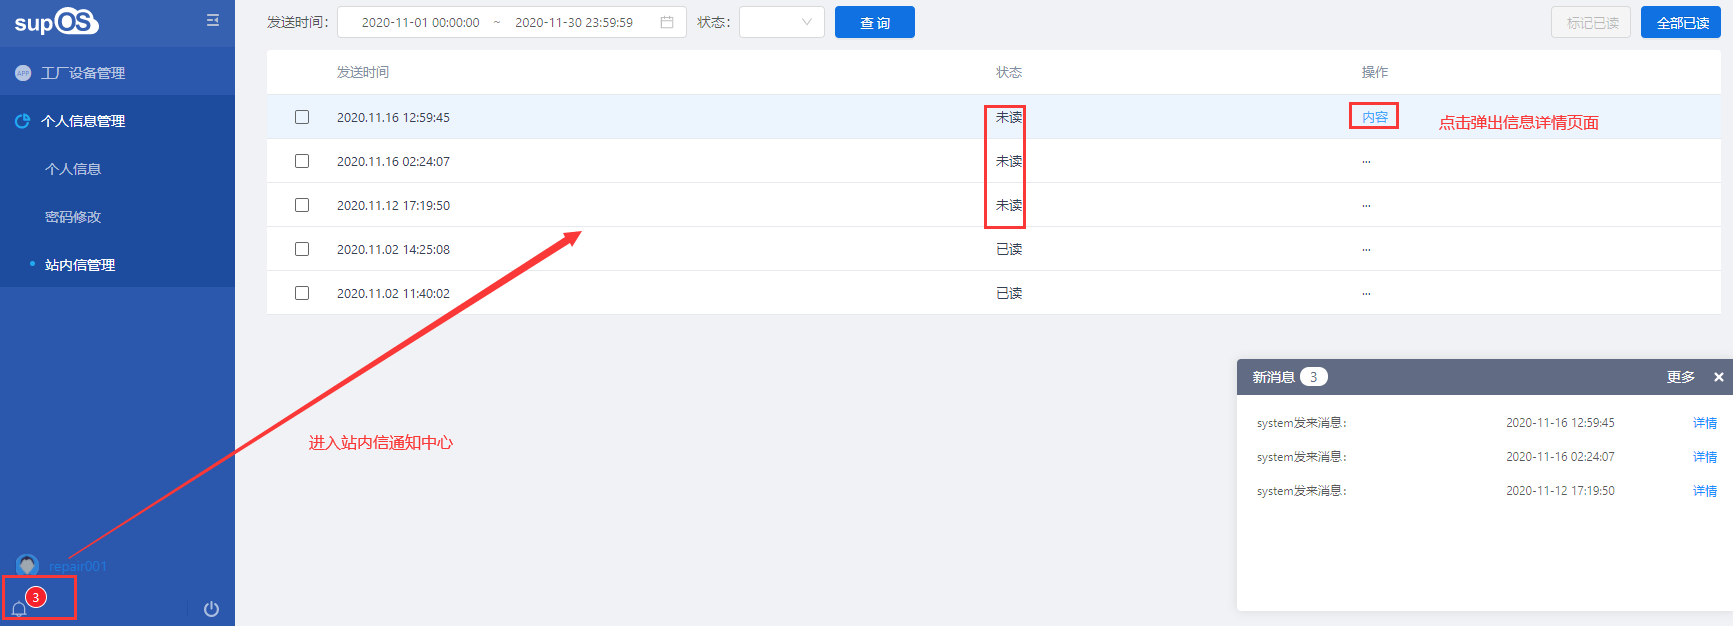 supOS
APP 工厂设备管理
个人信息管理
个人信息
密码修改
站内信管理
repair001
3
发送时间: 2020-11-01 00:00:00 ~ 2020-11-30 23:59:59 状态: 查 询 标记已读 全部已读
发送时间 状态 操作
2020.11.16 12:59:45 未读 内容 点击弹出信息详情页面
2020.11.16 02:24:07 未读 ...
2020.11.12 17:19:50 未读 ...
2020.11.02 14:25:08 已读 ...
2020.11.02 11:40:02 已读 ...
进入站内信通知中心
新消息 3 更多 ×
system发来消息: 2020-11-16 12:59:45 详情
system发来消息: 2020-11-16 02:24:07 详情
system发来消息: 2020-11-12 17:19:50 详情